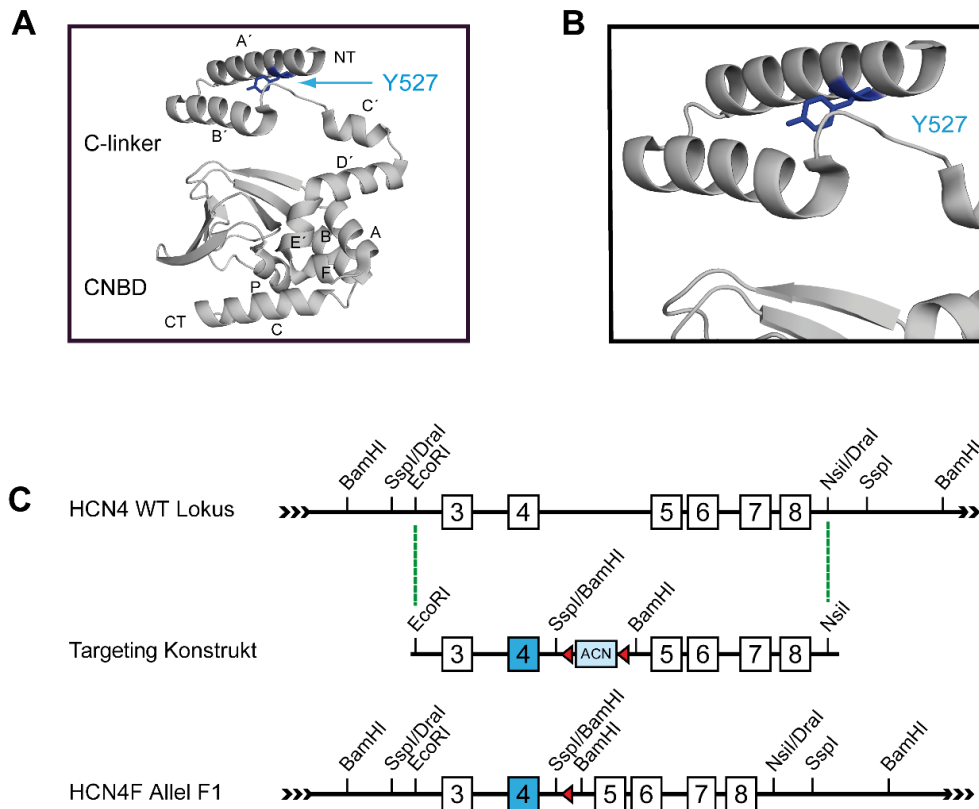 A
A´
NT
Y527
B´
C´
C-linker
D´
E´
B
A
F
P
CNBD
CT
C
B
Y527
C
BamHI
SspI/DraI
EcoRI
NsiI/DraI
SspI
BamHI
HCN4 WT Lokus
3
4
5
6
7
8
EcoRI
SspI/BamHI
BamHI
NsiI
Targeting Konstrukt
3
4
ACN
5
6
7
8
BamHI
SspI/DraI
EcoRI
SspI/BamHI
BamHI
NsiI/DraI
SspI
BamHI
HCN4F Allel F1
3
4
5
6
7
8